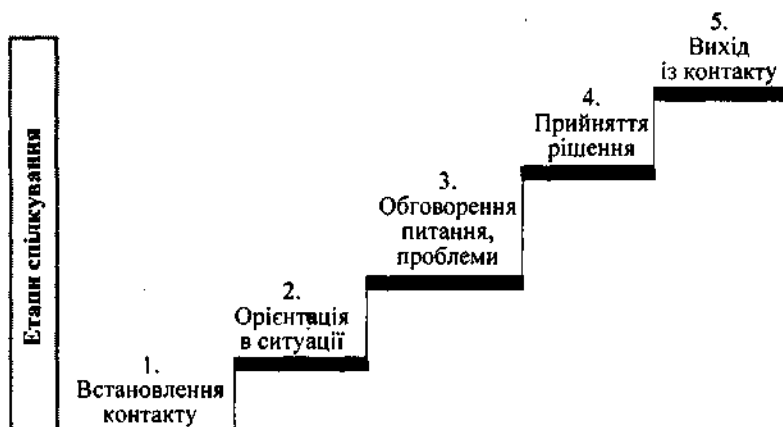 Етапи спілкування
1.
Встановлення
контакту
2.
Орієнтація
в ситуації
3.
Обговорення
питання,
проблеми
4.
Прийняття
рішення
5.
Вихід
із контакту